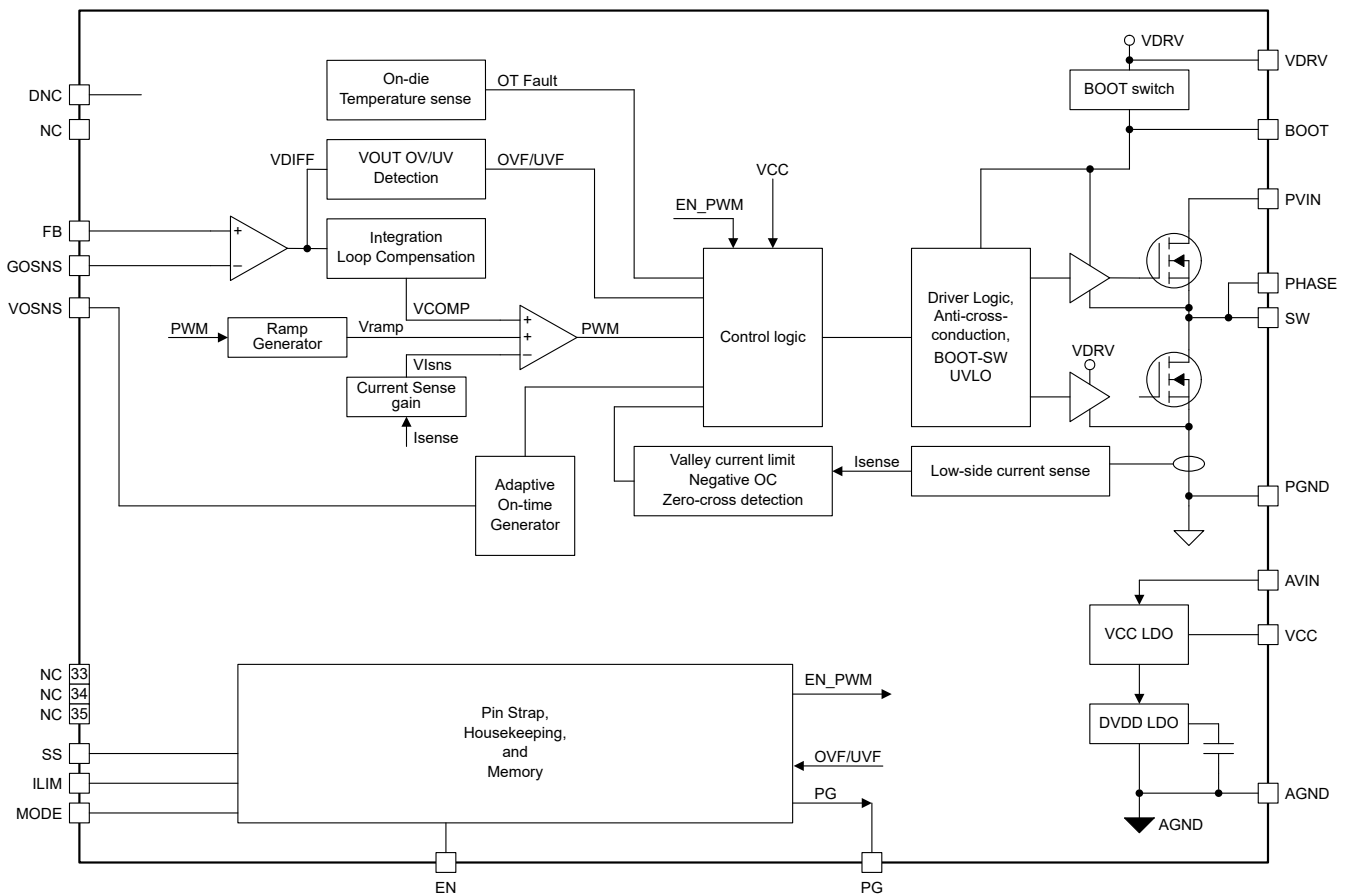 VDRV
VDRV
On-die
Temperature sense
OT Fault
BOOT switch
DNC
NC
BOOT
VDIFF
VOUT OV/UV
Detection
OVF/UVF
VCC
EN_PWM
PVIN
FB
+
−
Integration
Loop Compensation
GOSNS
PHASE
VOSNS
VCOMP
SW
PWM
Ramp
Generator
Vramp
+
+
−
PWM
Control logic
Driver Logic,
Anti-cross-
conduction,
BOOT-SW
UVLO
VDRV
VIsns
Current Sense
gain
Isense
Valley current limit
Negative OC
Zero-cross detection
Isense
Low-side current sense
Adaptive
On-time
Generator
PGND
AVIN
VCC LDO
VCC
NC 33
NC 34
NC 35
EN_PWM
Pin Strap,
Housekeeping,
and
Memory
DVDD LDO
SS
OVF/UVF
ILIM
PG
AGND
MODE
AGND
EN
PG